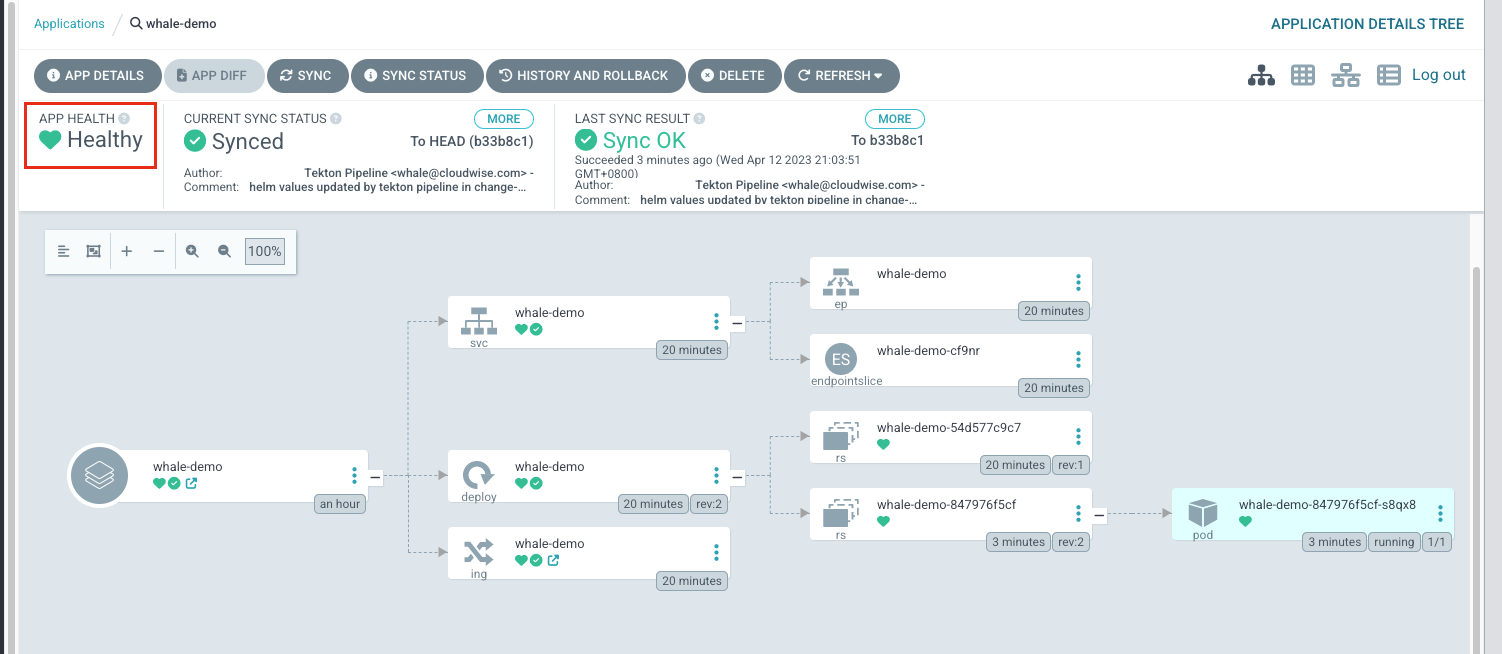 Applications / whale-demo
APPLICATION DETAILS TREE
APP DETAILS
APP DIFF
SYNC
SYNC STATUS
HISTORY AND ROLLBACK
DELETE
REFRESH
Log out
APP HEALTH
Healthy
CURRENT SYNC STATUS
MORE
Synced
To HEAD (b33b8c1)
Author: Tekton Pipeline <whale@cloudwise.com> -
Comment: helm values updated by tekton pipeline in change-...
LAST SYNC RESULT
MORE
Sync OK
To b33b8c1
Succeeded 3 minutes ago (Wed Apr 12 2023 21:03:51
GMT+0800)
Author: Tekton Pipeline <whale@cloudwise.com> -
Comment: helm values updated by tekton pipeline in change-...
100%
whale-demo
an hour
whale-demo
svc
20 minutes
whale-demo
deploy
20 minutes
rev:2
whale-demo
ing
20 minutes
whale-demo
ep
20 minutes
ES
whale-demo-cf9nr
endpointslice
20 minutes
whale-demo-54d577c9c7
rs
20 minutes
rev:1
whale-demo-847976f5cf
rs
3 minutes
rev:2
whale-demo-847976f5cf-s8qx8
pod
3 minutes
running
1/1